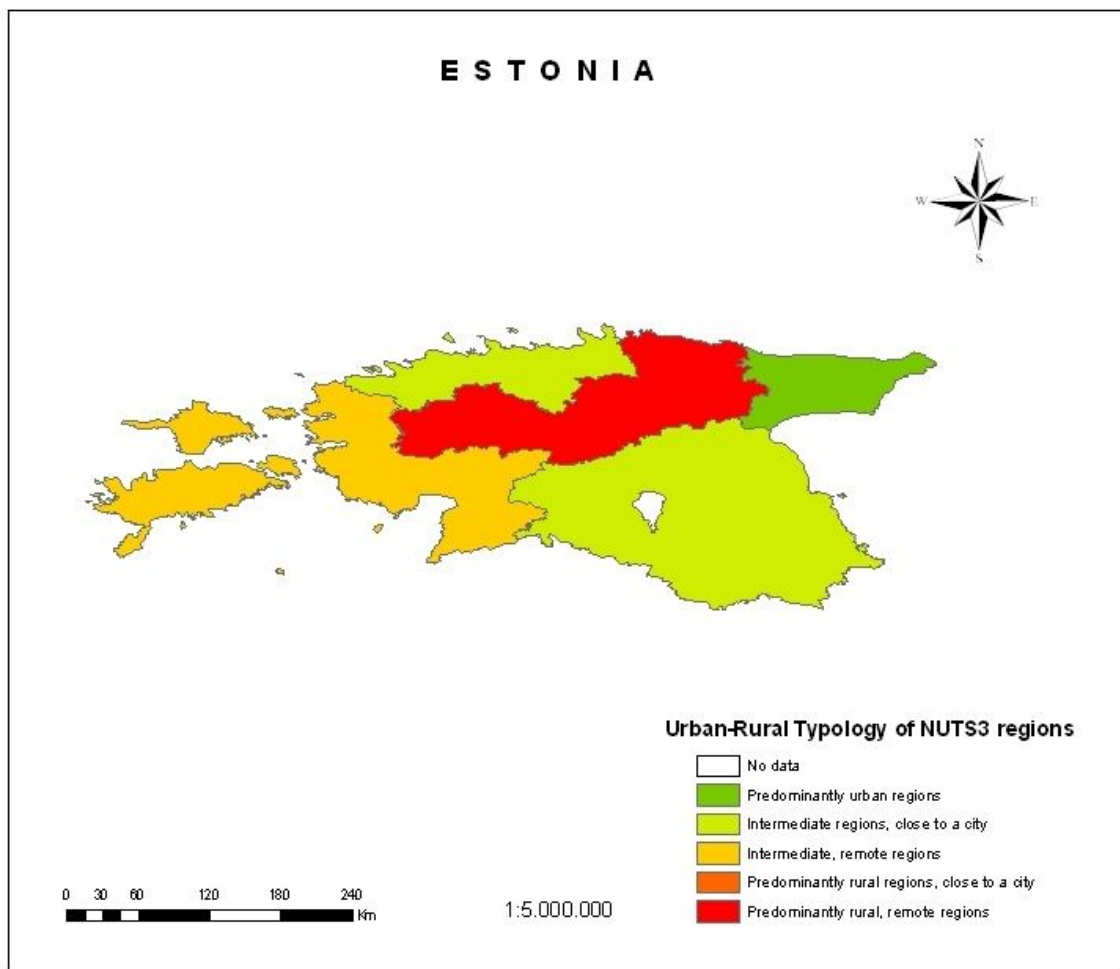 E S T O N I A
N
W E
S
Urban-Rural Typology of NUTS3 regions
No data
Predominantly urban regions
Intermediate regions, close to a city
Intermediate, remote regions
Predominantly rural regions, close to a city
Predominantly rural, remote regions
0 30 60 120 180 240
Km
1:5.000.000